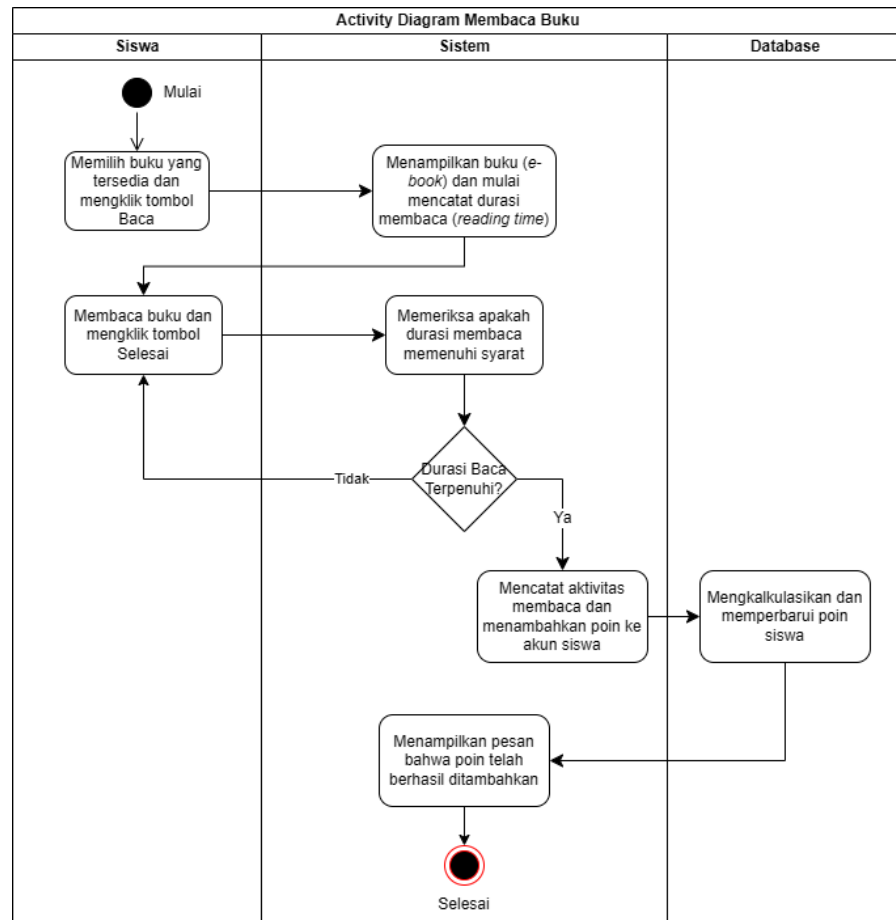 Activity Diagram Membaca Buku
Siswa
Sistem
Database
Mulai
Memilih buku yang
tersedia dan
mengklik tombol
Baca
Menampilkan buku (e-
book) dan mulai
mencatat durasi
membaca (reading time)
Membaca buku dan
mengklik tombol
Selesai
Memeriksa apakah
durasi membaca
memenuhi syarat
Durasi Baca
Terpenuhi?
Tidak
Ya
Mencatat aktivitas
membaca dan
menambahkan poin ke
akun siswa
Mengkalkulasikan dan
memperbarui poin
siswa
Menampilkan pesan
bahwa poin telah
berhasil ditambahkan
Selesai